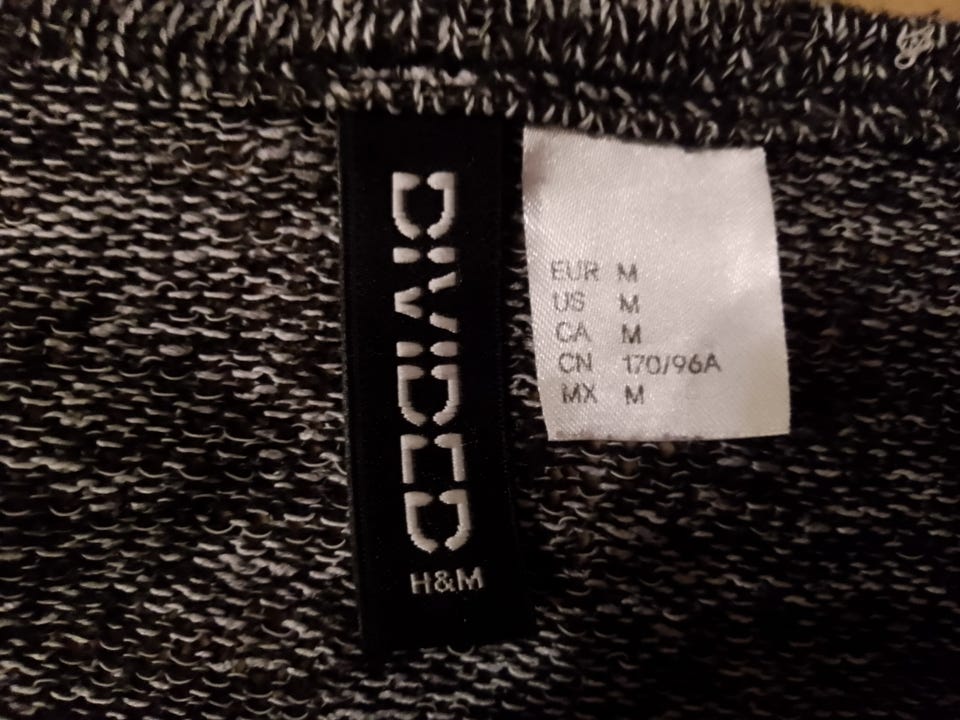 DIVIDED
H&M
EUR M
US M
CA M
CN 170/96A
MX M